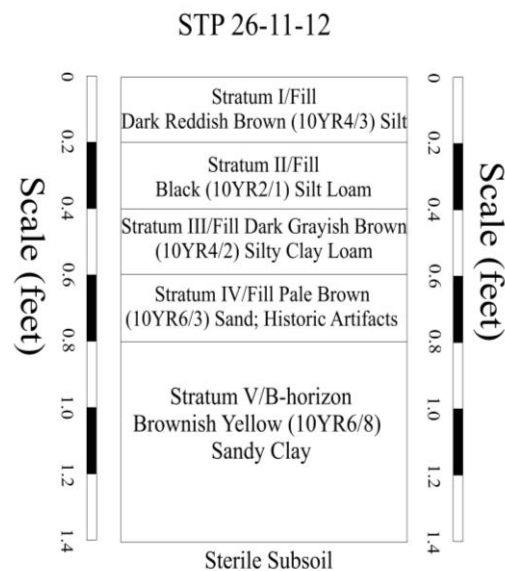 STP 26-11-12
0
0.2
0.4
0.6
0.8
1.0
1.2
1.4
Scale (feet)
Stratum I/Fill
Dark Reddish Brown (10YR4/3) Silt
Stratum II/Fill
Black (10YR2/1) Silt Loam
Stratum III/Fill Dark Grayish Brown
(10YR4/2) Silty Clay Loam
Stratum IV/Fill Pale Brown
(10YR6/3) Sand; Historic Artifacts
Stratum V/B-horizon
Brownish Yellow (10YR6/8)
Sandy Clay
0
0.2
0.4
0.6
0.8
1.0
1.2
1.4
Scale (feet)
Sterile Subsoil